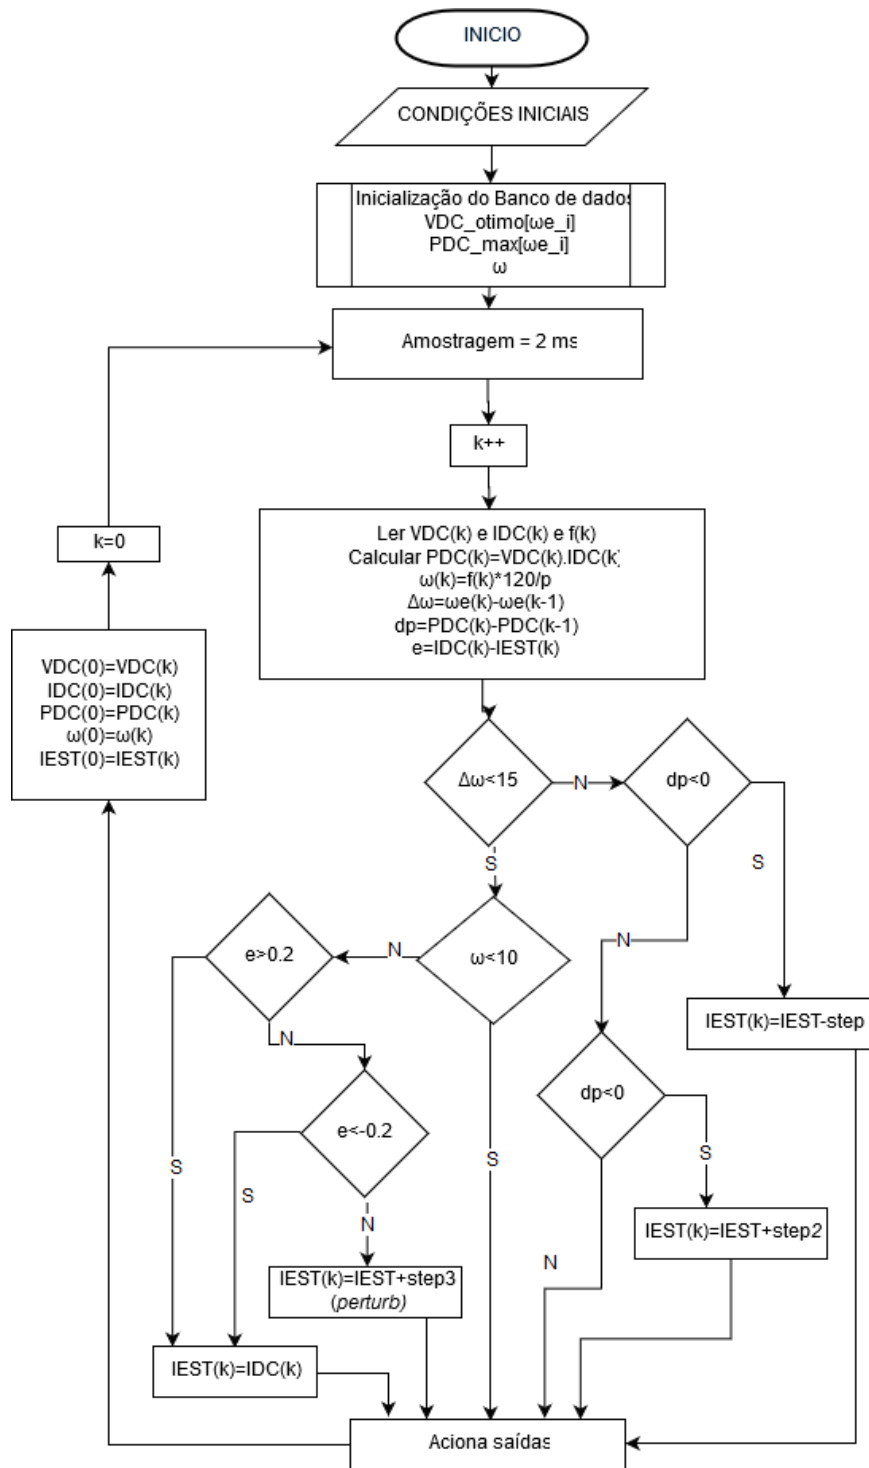 INICIO
CONDIÇÕES INICIAIS
Inicialização do Banco de dados
VDC_otimo[ωe_i]
PDC_max[ωe_i]
ω
Amostragem = 2 ms
k++
Ler VDC(k) e IDC(k) e f(k)
Calcular PDC(k)=VDC(k).IDC(k)
ω(k)=f(k)*120/p
Δω=ωe(k)-ωe(k-1)
dp=PDC(k)-PDC(k-1)
e=IDC(k)-IEST(k)
k=0
VDC(0)=VDC(k)
IDC(0)=IDC(k)
PDC(0)=PDC(k)
ω(0)=ω(k)
IEST(0)=IEST(k)
Δω<15
N
dp<0
S
S
N
ω<10
N
e>0.2
IEST(k)=IEST-step
N
dp<0
e<-0.2
S
S
S
S
N
IEST(k)=IEST+step2
N
IEST(k)=IEST+step3
(perturb)
IEST(k)=IDC(k)
Aciona saídas